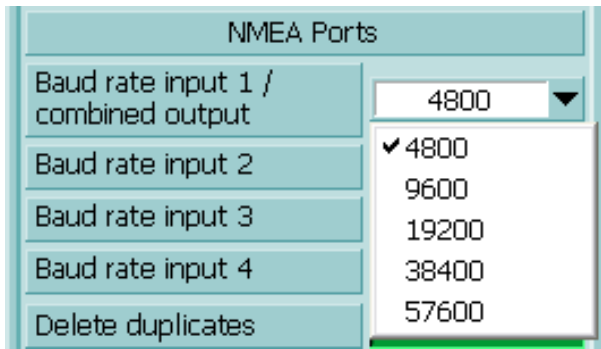 NMEA Ports
Baud rate input 1 /
combined output
4800
4800
Baud rate input 2
9600
Baud rate input 3
19200
Baud rate input 4
38400
57600
Delete duplicates